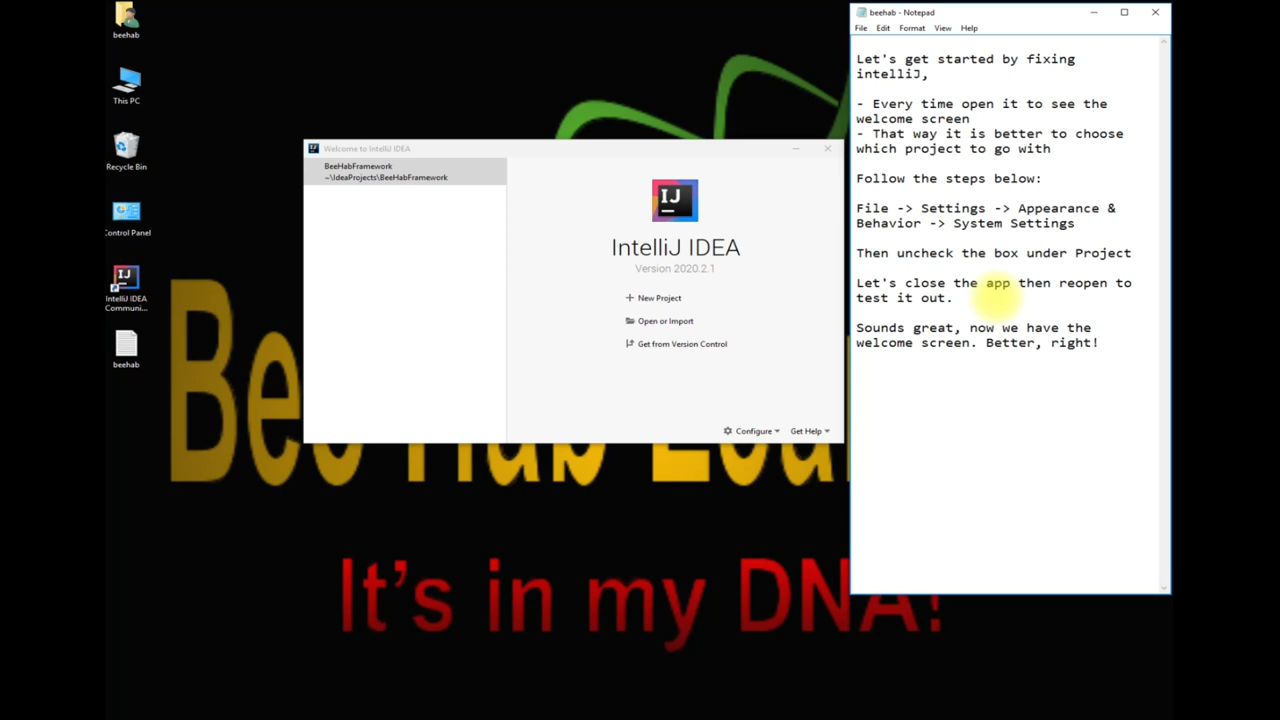 beehab
This PC
Recycle Bin
Control Panel
IntelliJ IDEA
Communi...
beehab
Welcome to IntelliJ IDEA
BeeHabFramework
~\IdeaProjects\BeeHabFramework
IJ
IntelliJ IDEA
Version 2020.2.1
New Project
Open or Import
Get from Version Control
Configure
Get Help
beehab - Notepad
File Edit Format View Help
Let's get started by fixing
intelliJ,
- Every time open it to see the
welcome screen
- That way it is better to choose
which project to go with
Follow the steps below:
File -> Settings -> Appearance &
Behavior -> System Settings
Then uncheck the box under Project
Let's close the app then reopen to
test it out.
Sounds great, now we have the
welcome screen. Better, right!
Bee Hab
It's in my DNA!